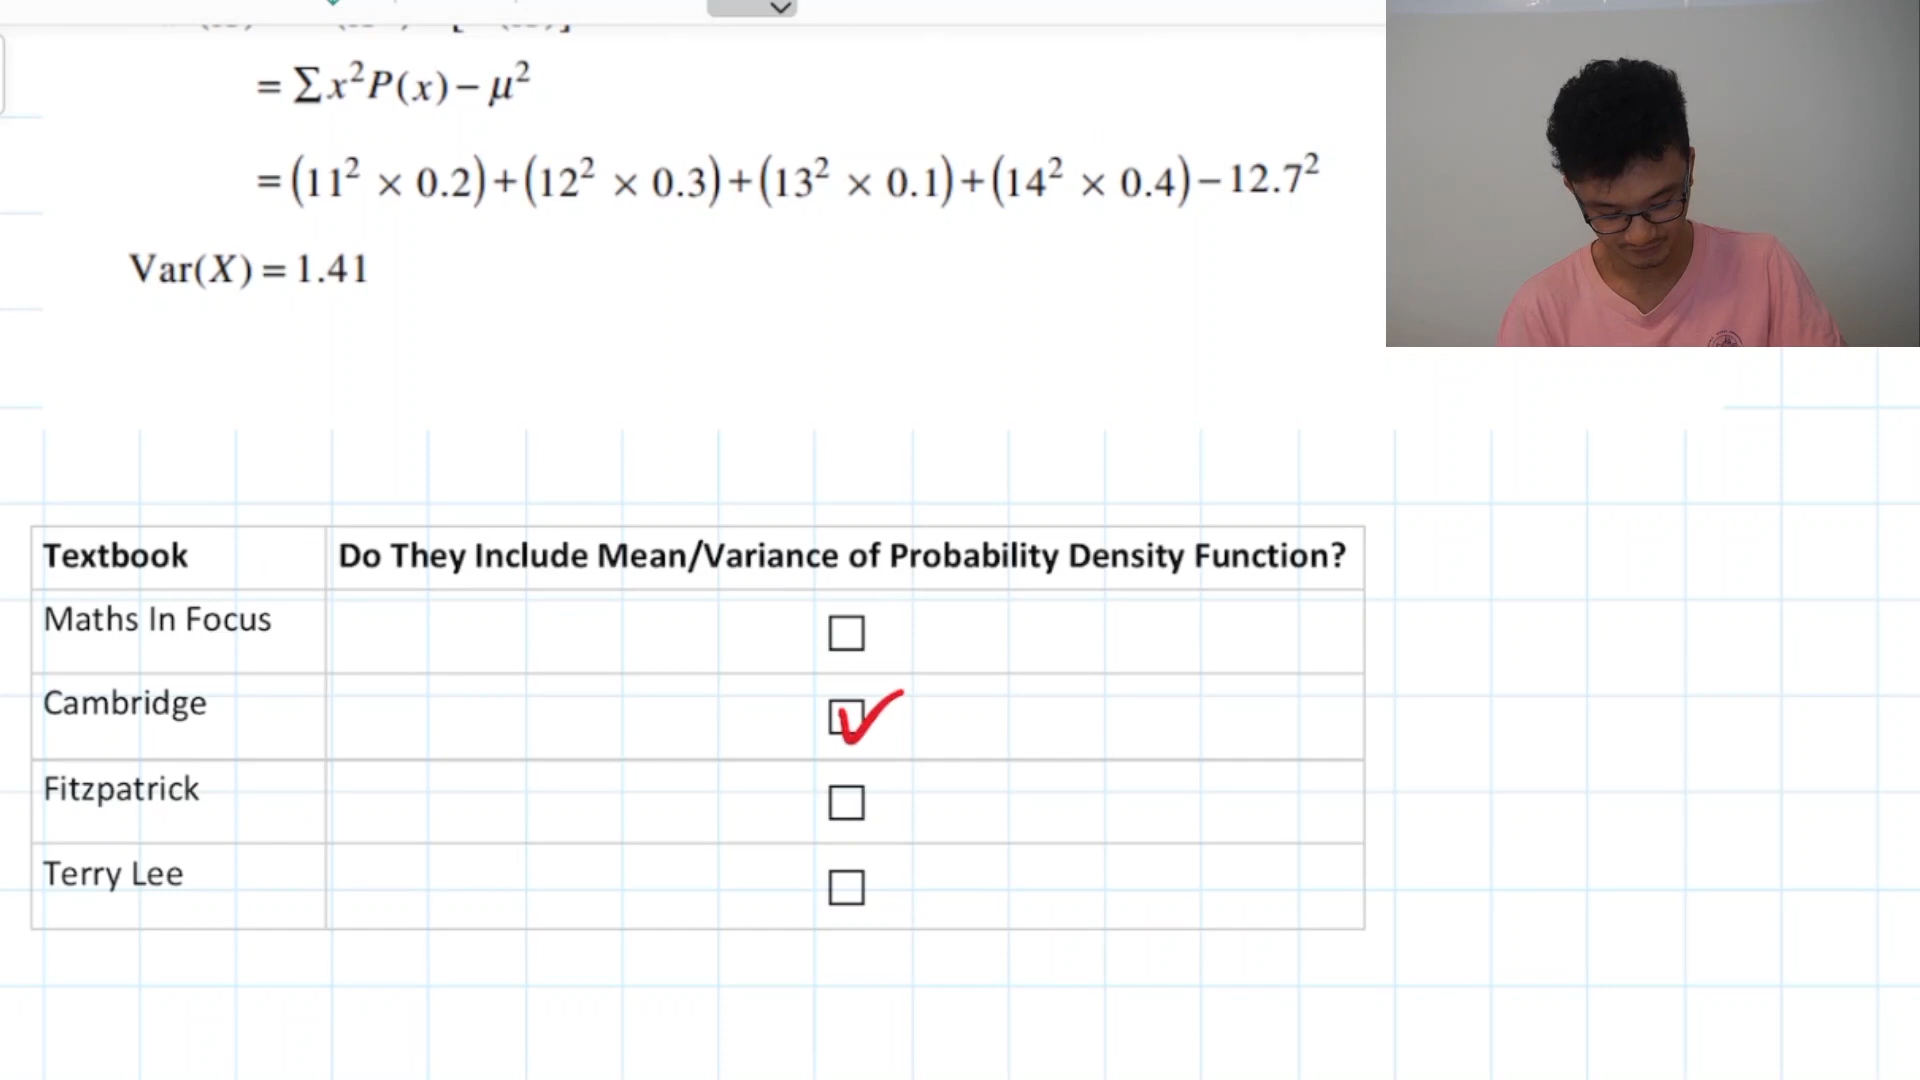 = ∑x²P(x) − μ²
= (11² × 0.2) + (12² × 0.3) + (13² × 0.1) + (14² × 0.4) − 12.7²
Var(X) = 1.41
Textbook Do They Include Mean/Variance of Probability Density Function?
Maths In Focus
Cambridge
Fitzpatrick
Terry Lee